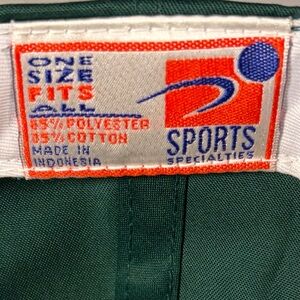 ONE
SIZE
FITS
ALL
65% POLYESTER
35% COTTON
MADE IN
INDONESIA
SPORTS
SPECIALTIES